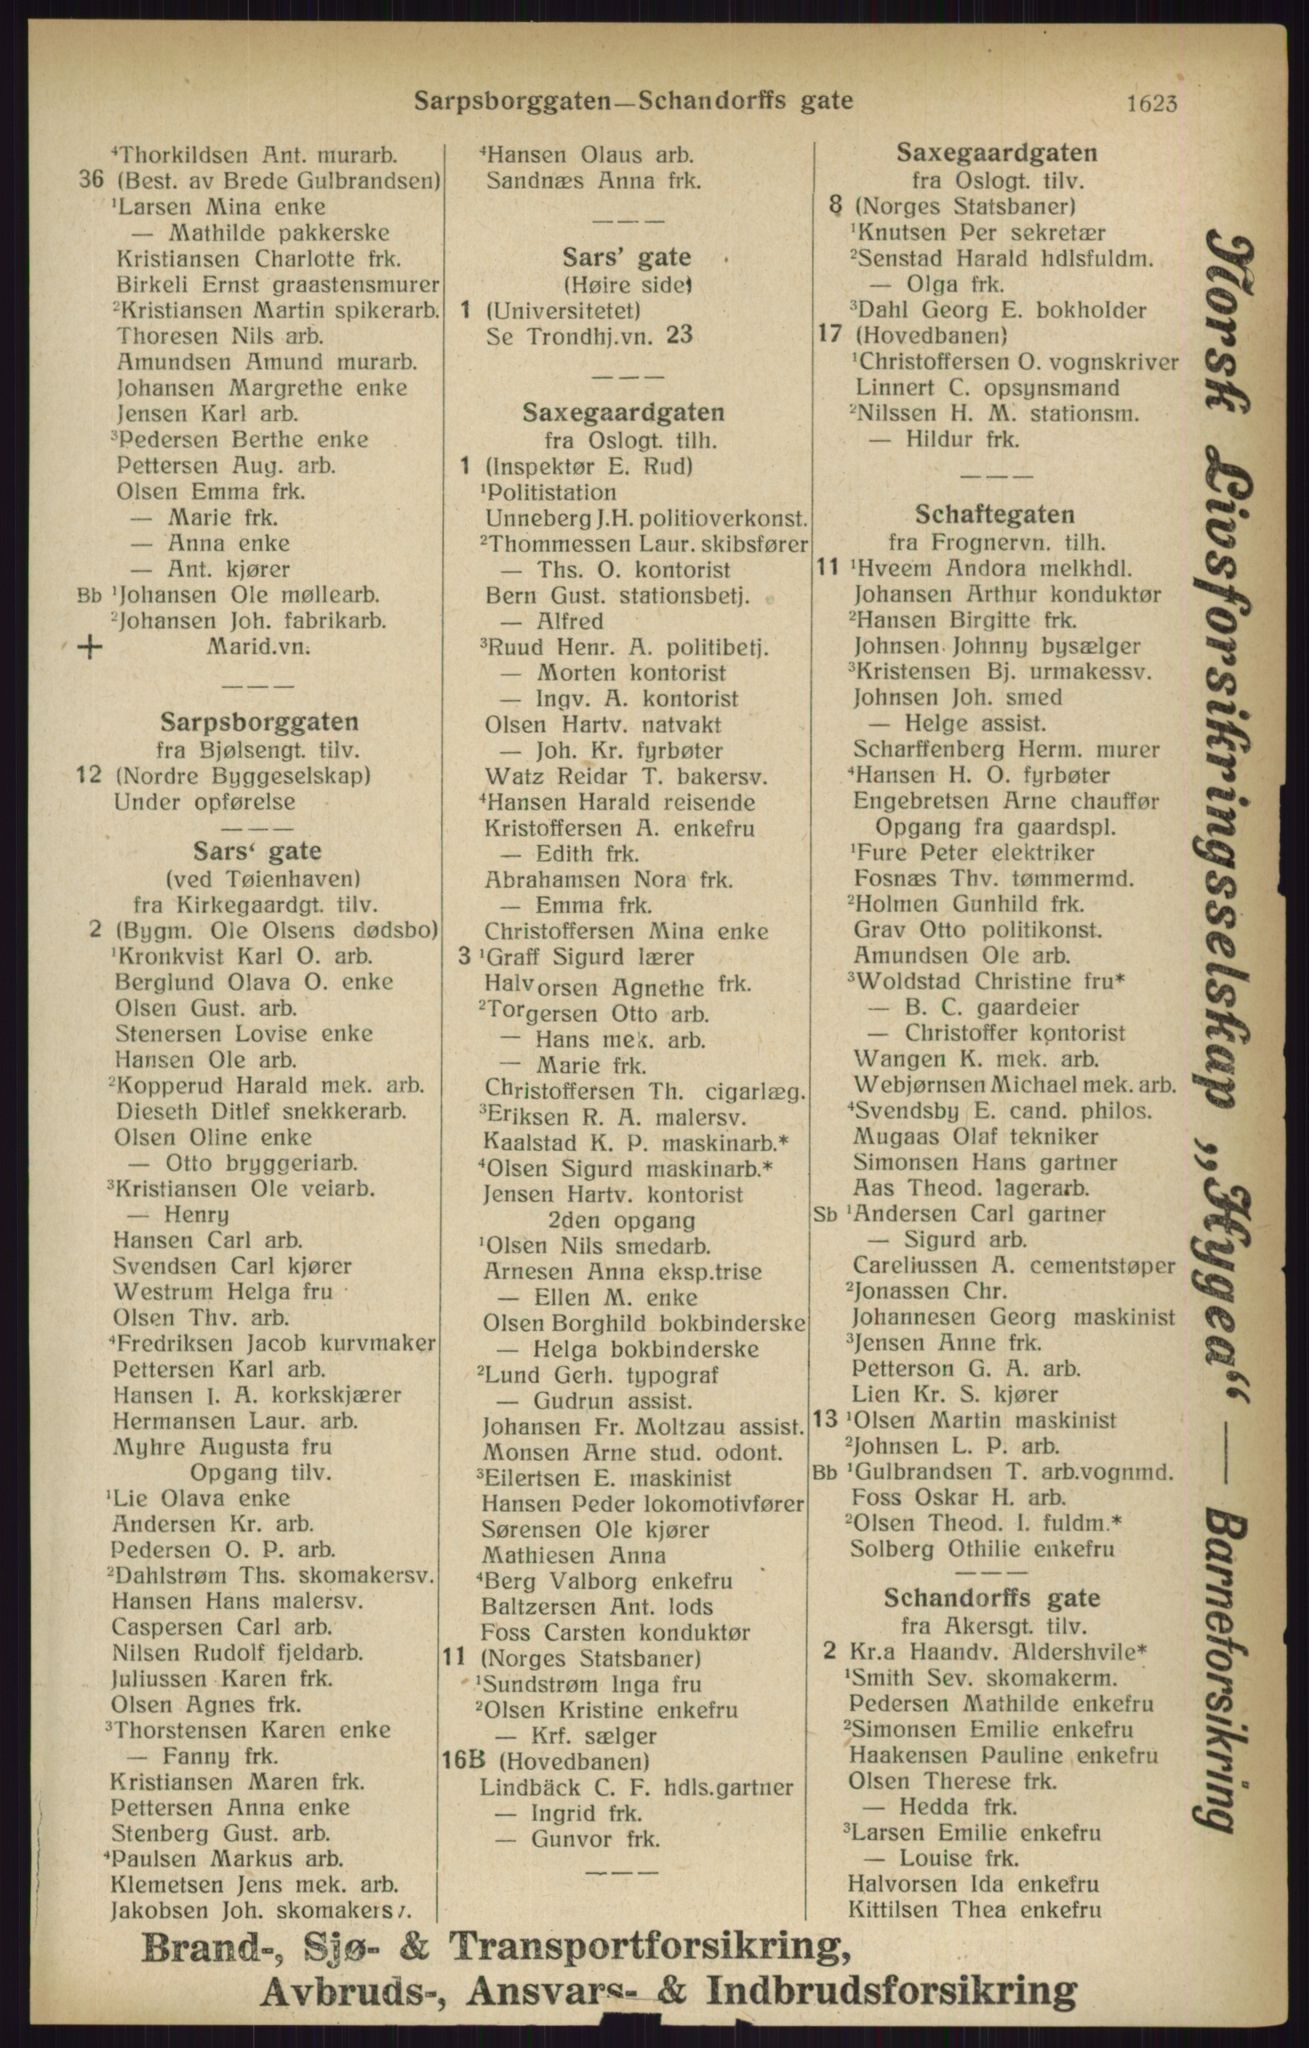 Sarpsborggaten—Schandorffs gate 1623
⁴Thorkildsen Ant. murarb.
36 (Best. av Brede Gulbrandsen)
¹Larsen Mina enke
— Mathilde pakkerske
Kristiansen Charlotte frk.
Birkeli Ernst graastensmurer
²Kristiansen Martin spikerarb.
Thoresen Nils arb.
Amundsen Amund murarb.
Johansen Margrethe enke
Jensen Karl arb.
³Pedersen Berthe enke
Pettersen Aug. arb.
Olsen Emma frk.
— Marie frk.
— Anna enke
— Ant. kjører
Bb ¹Johansen Ole møllearb.
²Johansen Joh. fabrikarb.
+ Marid.vn.
———
Sarpsborggaten
fra Bjølsengt. tilv.
12 (Nordre Byggeselskap)
Under opførelse
———
Sars‘ gate
(ved Tøienhaven)
fra Kirkegaardgt. tilv.
2 (Bygm. Ole Olsens dødsbo)
¹Kronkvist Karl O. arb.
Berglund Olava O. enke
Olsen Gust. arb.
Stenersen Lovise enke
Hansen Ole arb.
²Kopperud Harald mek. arb.
Dieseth Ditlef snekkerarb.
Olsen Oline enke
— Otto bryggeriarb.
³Kristiansen Ole veiarb.
— Henry
Hansen Carl arb.
Svendsen Carl kjører
Westrum Helga fru
Olsen Thv. arb.
⁴Fredriksen Jacob kurvmaker
Pettersen Karl arb.
Hansen I. A. korkskjærer
Hermansen Laur. arb.
Myhre Augusta fru
Opgang tilv.
¹Lie Olava enke
Andersen Kr. arb.
Pedersen O. P. arb.
²Dahlstrøm Ths. skomakersv.
Hansen Hans malersv.
Caspersen Carl arb.
Nilsen Rudolf fjeldarb.
Juliussen Karen frk.
Olsen Agnes frk.
³Thorstensen Karen enke
— Fanny frk.
Kristiansen Maren frk.
Pettersen Anna enke
Stenberg Gust. arb.
⁴Paulsen Markus arb.
Klemetsen Jens mek. arb.
Jakobsen Joh. skomakersv.
⁴Hansen Olaus arb.
Sandnæs Anna frk.
———
Sars’ gate
(Høire side)
1 (Universitetet)
Se Trondhj.vn. 23
———
Saxegaardgaten
fra Oslogt. tilh.
1 (Inspektør E. Rud)
¹Politistation
Unneberg J.H. politioverkonst.
²Thommessen Laur. skibsfører
— Ths. O. kontorist
Bern Gust. stationsbetj.
— Alfred
³Ruud Henr. A. politibetj.
— Morten kontorist
— Ingv. A. kontorist
Olsen Hartv. natvakt
— Joh. Kr. fyrbøter
Watz Reidar T. bakersv.
⁴Hansen Harald reisende
Kristoffersen A. enkefru
— Edith frk.
Abrahamsen Nora frk.
— Emma frk.
Christoffersen Mina enke
3 ¹Graff Sigurd lærer
Halvorsen Agnethe frk.
²Torgersen Otto arb.
— Hans mek. arb.
— Marie frk.
Christoffersen Th. cigarlæg.
³Eriksen R. A. malersv.
Kaalstad K. P. maskinarb.*
⁴Olsen Sigurd maskinarb.*
Jensen Hartv. kontorist
2den opgang
¹Olsen Nils smedarb.
Arnesen Anna eksp.trise
— Ellen M. enke
Olsen Borghild bokbinderske
— Helga bokbinderske
²Lund Gerh. typograf
— Gudrun assist.
Johansen Fr. Moltzau assist.
Monsen Arne stud. odont.
³Eilertsen E. maskinist
Hansen Peder lokomotivfører
Sørensen Ole kjører
Mathiesen Anna
⁴Berg Valborg enkefru
Baltzersen Ant. lods
Foss Carsten konduktør
11 (Norges Statsbaner)
¹Sundstrøm Inga fru
²Olsen Kristine enkefru
— Krf. sælger
16B (Hovedbanen)
Lindbäck C. F. hdls.gartner
— Ingrid frk.
— Gunvor frk.
———
Saxegaardgaten
fra Oslogt. tilv.
8 (Norges Statsbaner)
¹Knutsen Per sekretær
²Senstad Harald hdlsfuldm.
— Olga frk.
³Dahl Georg E. bokholder
17 (Hovedbanen)
¹Christoffersen O. vognskriver
Linnert C. opsynsmand
²Nilssen H. M. stationsm.
— Hildur frk.
———
Schaftegaten
fra Frognervn. tilh.
11 ¹Hveem Andora melkhdl.
Johansen Arthur konduktør
²Hansen Birgitte frk.
Johnsen Johnny bysælger
³Kristensen Bj. urmakessv.
Johnsen Joh. smed
— Helge assist.
Scharffenberg Herm. murer
⁴Hansen H. O. fyrbøter
Engebretsen Arne chauffør
Opgang fra gaardspl.
¹Fure Peter elektriker
Fosnæs Thv. tømmermd.
²Holmen Gunhild frk.
Grav Otto politikonst.
Amundsen Ole arb.
³Woldstad Christine fru*
— B. C. gaardeier
— Christoffer kontorist
Wangen K. mek. arb.
Webjørnsen Michael mek. arb.
⁴Svendsby E. cand. philos.
Mugaas Olaf tekniker
Simonsen Hans gartner
Aas Theod. lagerarb.
Sb ¹Andersen Carl gartner
— Sigurd arb.
Careliussen A. cementstøper
²Jonassen Chr.
Johannesen Georg maskinist
³Jensen Anne frk.
Petterson G. A. arb.
Lien Kr. S. kjører
13 ¹Olsen Martin maskinist
²Johnsen L. P. arb.
Bb ¹Gulbrandsen T. arb.vognmd.
Foss Oskar H. arb.
²Olsen Theod. I. fuldm.*
Solberg Othilie enkefru
———
Schandorffs gate
fra Akersgt. tilv.
2 Kr.a Haandv. Aldershvile*
¹Smith Sev. skomakerm.
Pedersen Mathilde enkefru
²Simonsen Emilie enkefru
Haakensen Pauline enkefru
Olsen Therese frk.
— Hedda frk.
³Larsen Emilie enkefru
— Louise frk.
Halvorsen Ida enkefru
Kittilsen Thea enkefru
Norsk Livsforsikringsselskap „Hygea“ — Barneforsikring
Brand-, Sjø- & Transportforsikring,
Avbruds-, Ansvars- & Indbrudsforsikring